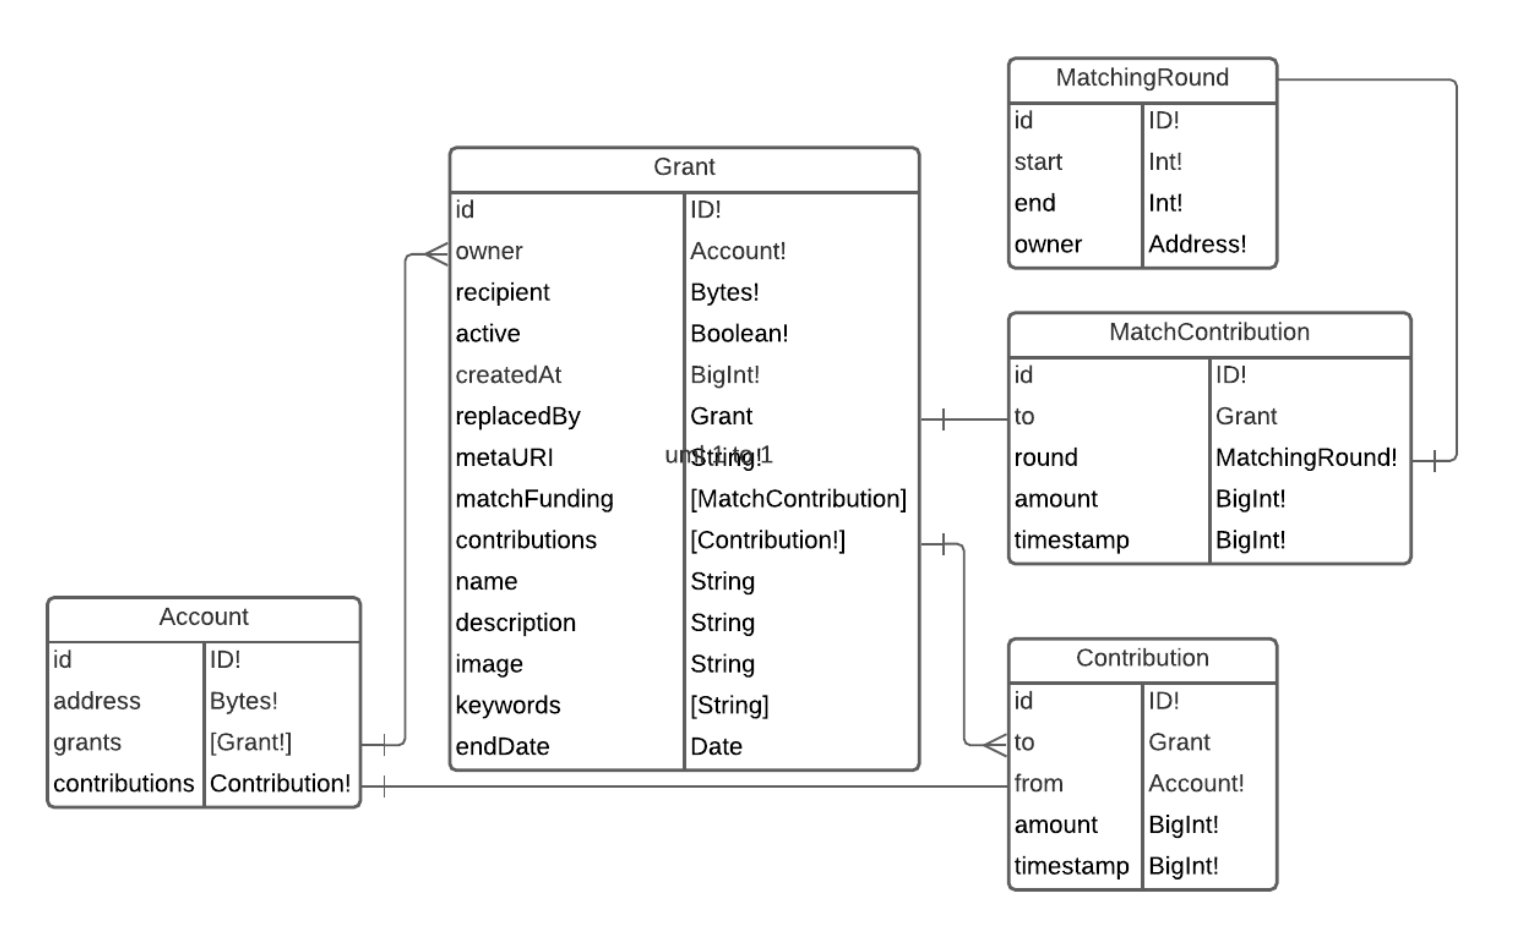 MatchingRound
id ID!
start Int!
end Int!
owner Address!
Grant
id ID!
owner Account!
recipient Bytes!
active Boolean!
createdAt BigInt!
replacedBy Grant
metaURI String!
uml 1 to 1
matchFunding [MatchContribution]
contributions [Contribution!]
name String
description String
image String
keywords [String]
endDate Date
MatchContribution
id ID!
to Grant
round MatchingRound!
amount BigInt!
timestamp BigInt!
Account
id ID!
address Bytes!
grants [Grant!]
contributions Contribution!
Contribution
id ID!
to Grant
from Account!
amount BigInt!
timestamp BigInt!